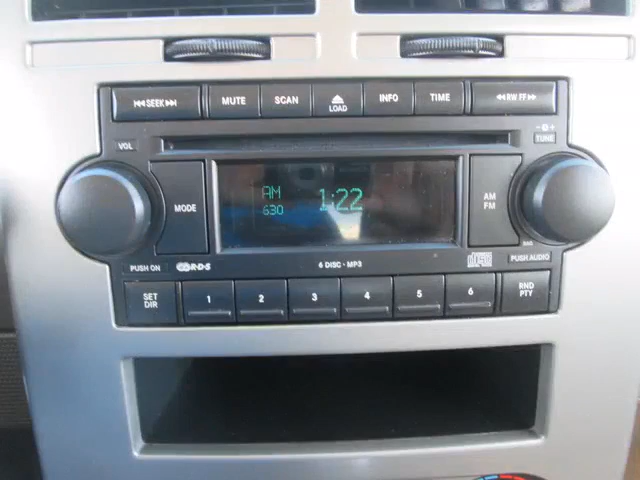 SEEK
MUTE
SCAN
LOAD
INFO
TIME
RW FF
VOL
TUNE
MODE
AM
630
1:22
AM
FM
PUSH ON
R·D·S
6 DISC - MP3
PUSH AUDIO
SET
DIR
1
2
3
4
5
6
RND
PTY